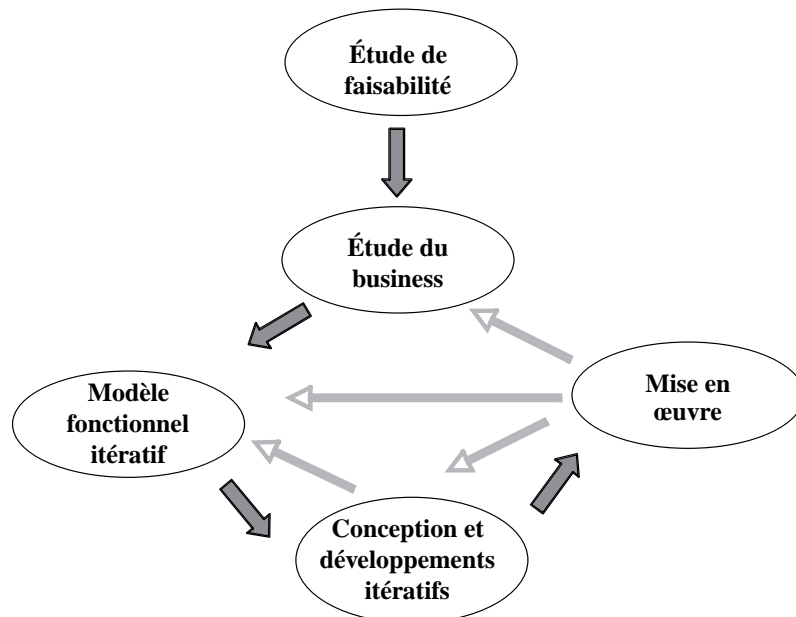 Étude de
faisabilité
Étude du
business
Modèle
fonctionnel
itératif
Mise en
œuvre
Conception et
développements
itératifs